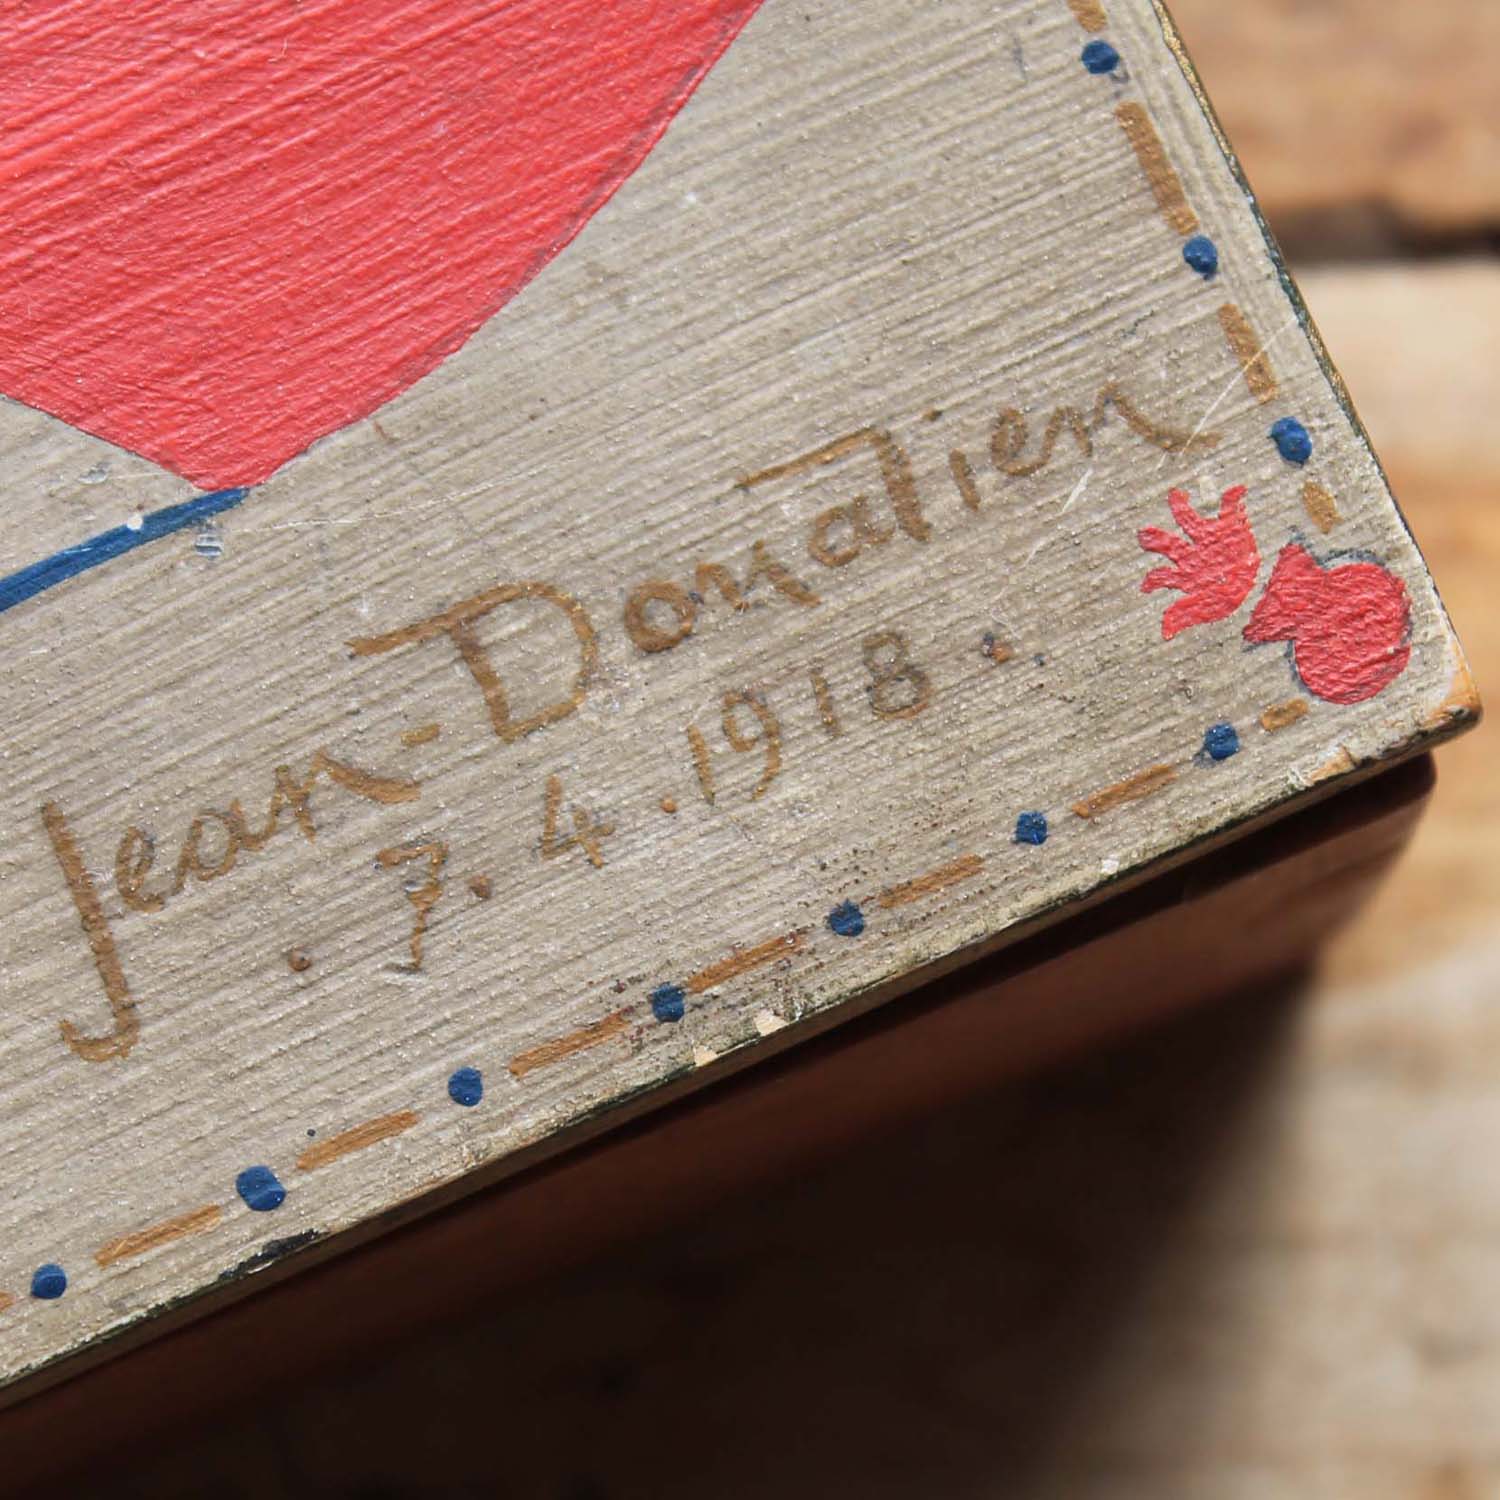 Jean-Donatien
. 7. 4 . 1918 .